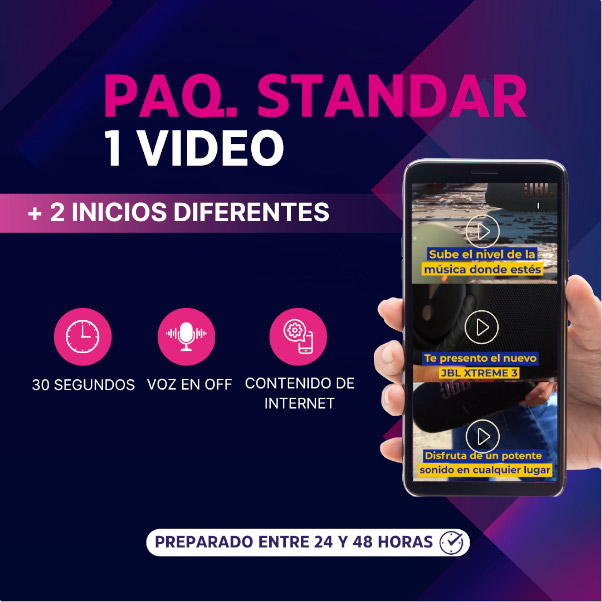 PAQ. STANDAR
1 VIDEO
+ 2 INICIOS DIFERENTES
JBL
Sube el nivel de la
música donde estés
Te presento el nuevo
JBL XTREME 3
Disfruta de un potente
sonido en cualquier lugar
30 SEGUNDOS
VOZ EN OFF
CONTENIDO DE
INTERNET
PREPARADO ENTRE 24 Y 48 HORAS